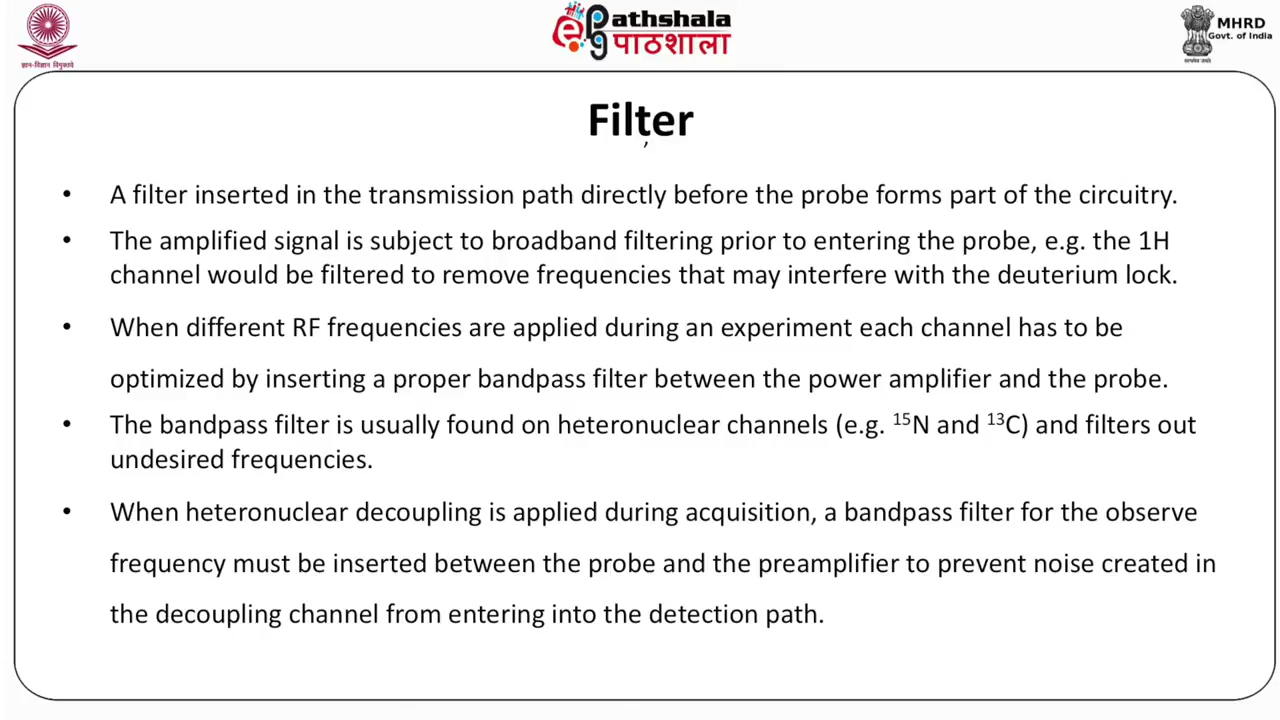 ज्ञान-विज्ञान विमुक्तये
Pathshala
पाठशाला
MHRD
Govt. of India
सत्यमेव जयते
Filter
,
• A filter inserted in the transmission path directly before the probe forms part of the circuitry.
• The amplified signal is subject to broadband filtering prior to entering the probe, e.g. the 1H
channel would be filtered to remove frequencies that may interfere with the deuterium lock.
• When different RF frequencies are applied during an experiment each channel has to be
optimized by inserting a proper bandpass filter between the power amplifier and the probe.
• The bandpass filter is usually found on heteronuclear channels (e.g. ¹⁵N and ¹³C) and filters out
undesired frequencies.
• When heteronuclear decoupling is applied during acquisition, a bandpass filter for the observe
frequency must be inserted between the probe and the preamplifier to prevent noise created in
the decoupling channel from entering into the detection path.